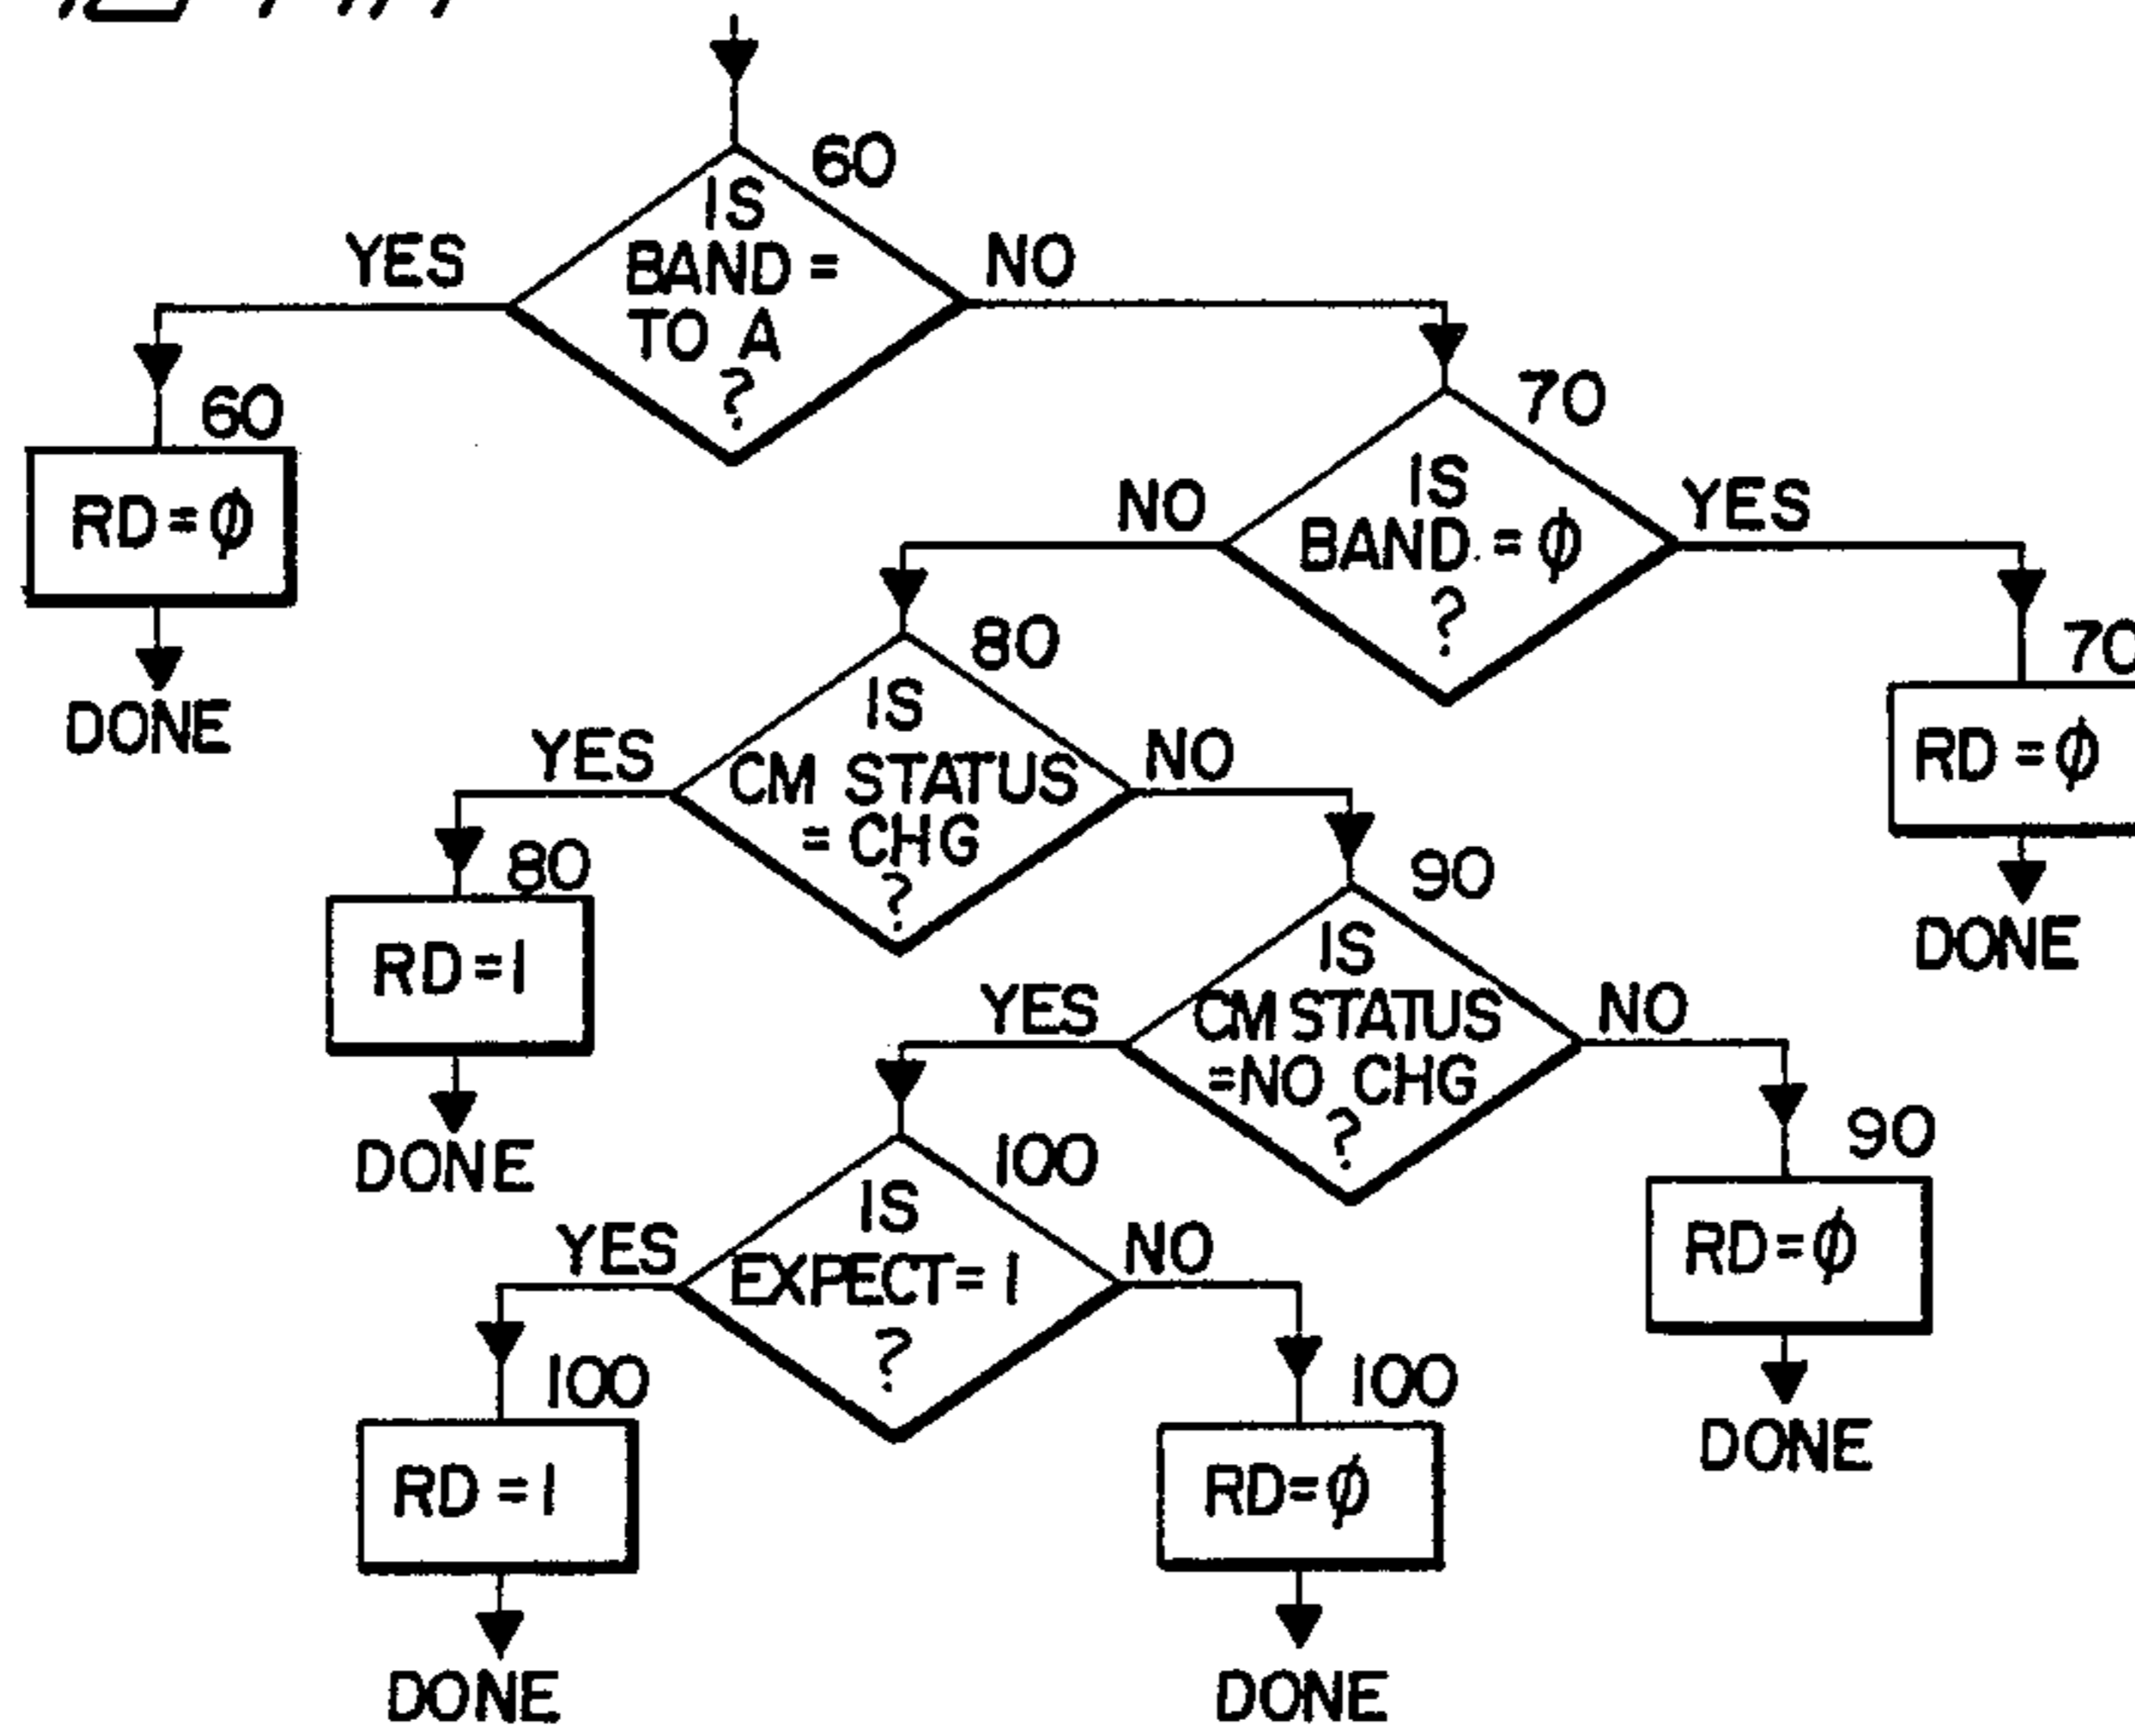 60
IS
BAND =
TO A
?
YES
NO
60
RD = ϕ
DONE
70
IS
BAND = ϕ
?
NO
YES
70
RD = ϕ
DONE
80
IS
CM STATUS
= CHG
?
YES
NO
80
RD = 1
DONE
90
IS
CM STATUS
= NO CHG
?
YES
NO
90
RD = ϕ
DONE
100
IS
EXPECT = 1
?
YES
NO
100
RD = 1
DONE
100
RD = ϕ
DONE